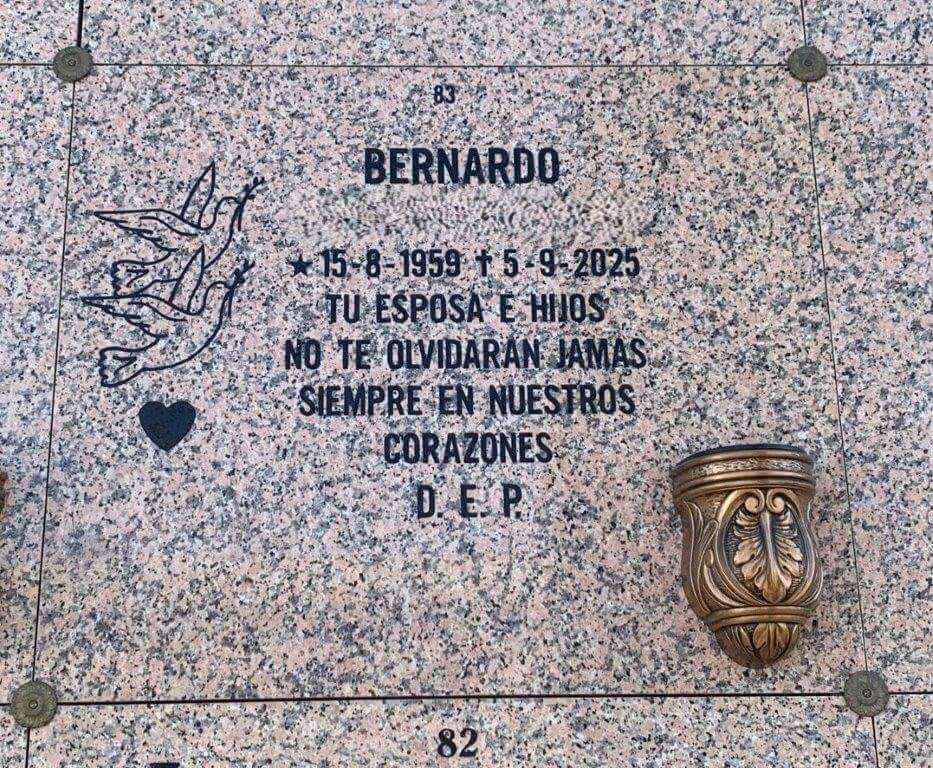 83
BERNARDO
★ 15-8-1959 † 5-9-2025
TU ESPOSA E HIJOS
NO TE OLVIDARAN JAMAS
SIEMPRE EN NUESTROS
CORAZONES
D. E. P.
82